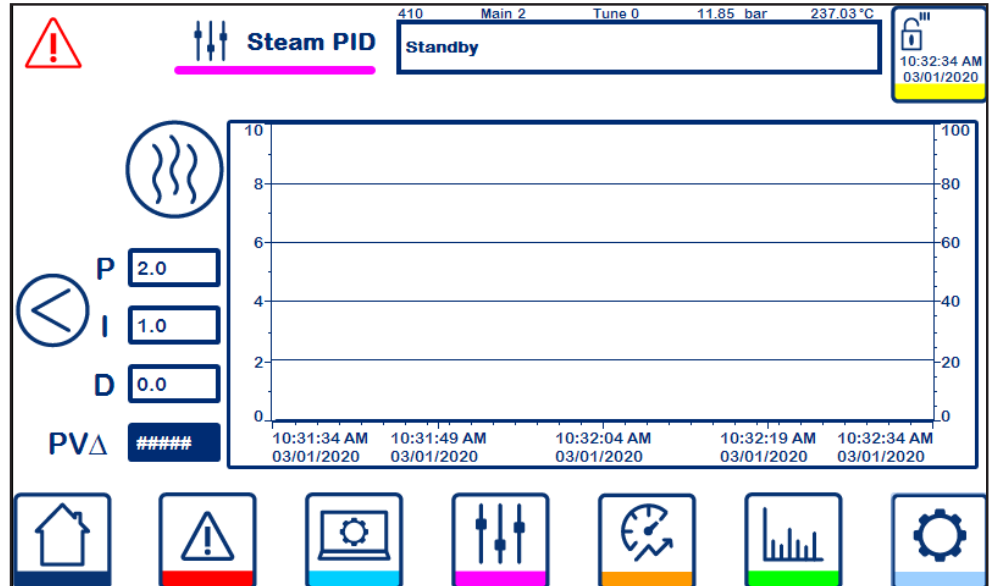 410 Main 2 Tune 0 11.85 bar 237.03°C
Steam PID
Standby
10:32:34 AM
03/01/2020
10 100
8 80
6 60
4 40
2 20
0 0
P 2.0
I 1.0
D 0.0
PV∆ #####
10:31:34 AM 10:31:49 AM 10:32:04 AM 10:32:19 AM 10:32:34 AM
03/01/2020 03/01/2020 03/01/2020 03/01/2020 03/01/2020